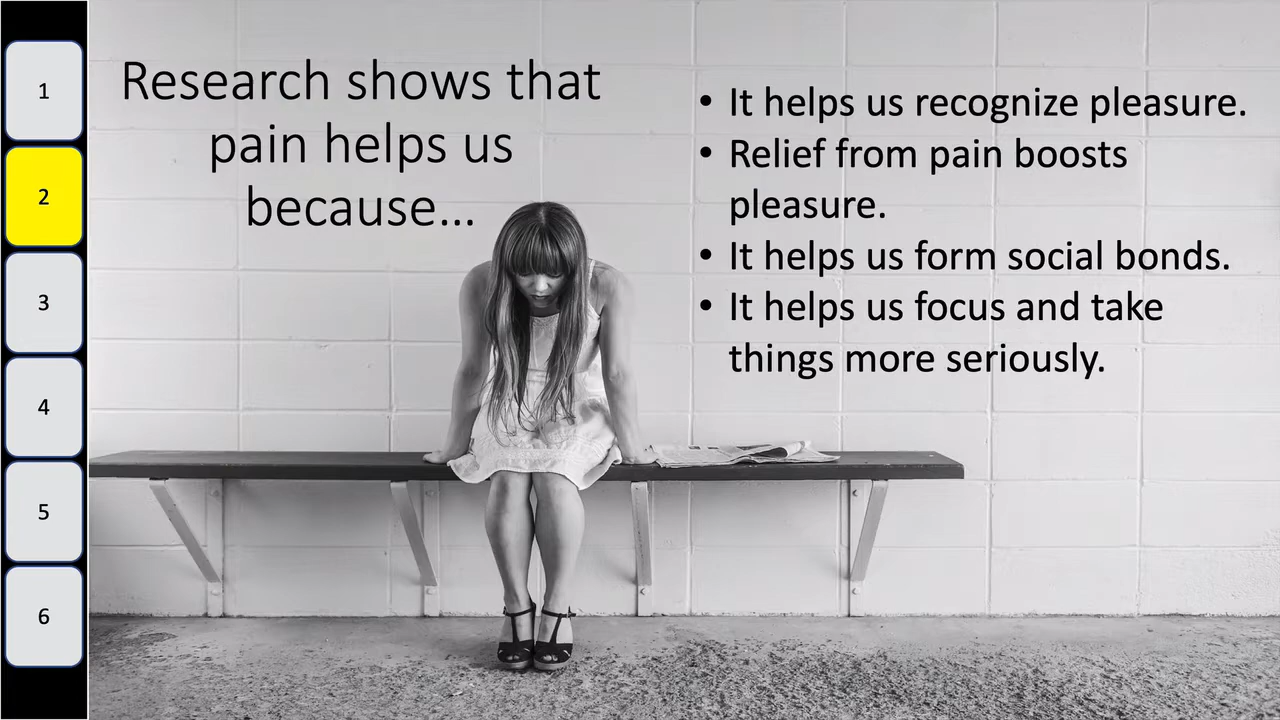 1
2
3
4
5
6
Research shows that
pain helps us
because...
• It helps us recognize pleasure.
• Relief from pain boosts
pleasure.
• It helps us form social bonds.
• It helps us focus and take
things more seriously.